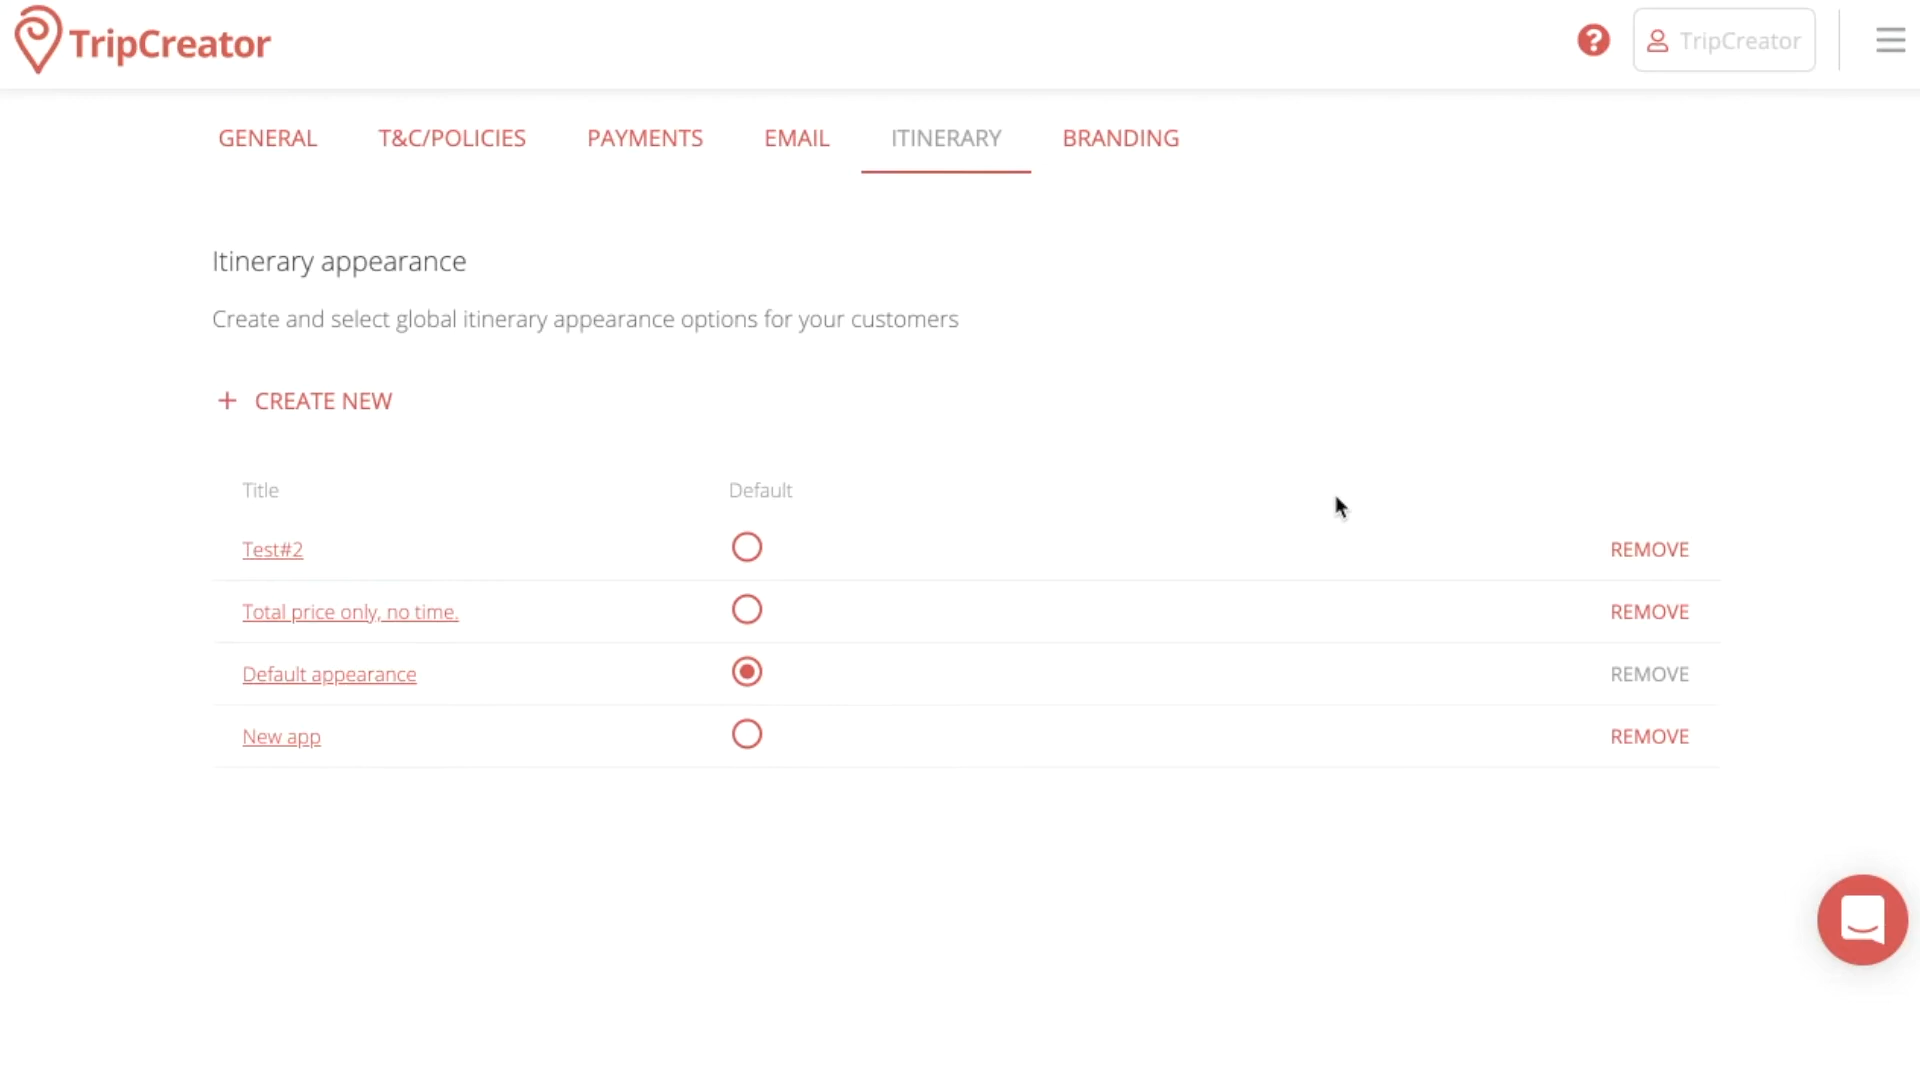 TripCreator
? TripCreator
GENERAL T&C/POLICIES PAYMENTS EMAIL ITINERARY BRANDING
Itinerary appearance
Create and select global itinerary appearance options for your customers
+ CREATE NEW
Title Default
Test#2 REMOVE
Total price only, no time. REMOVE
Default appearance REMOVE
New app REMOVE